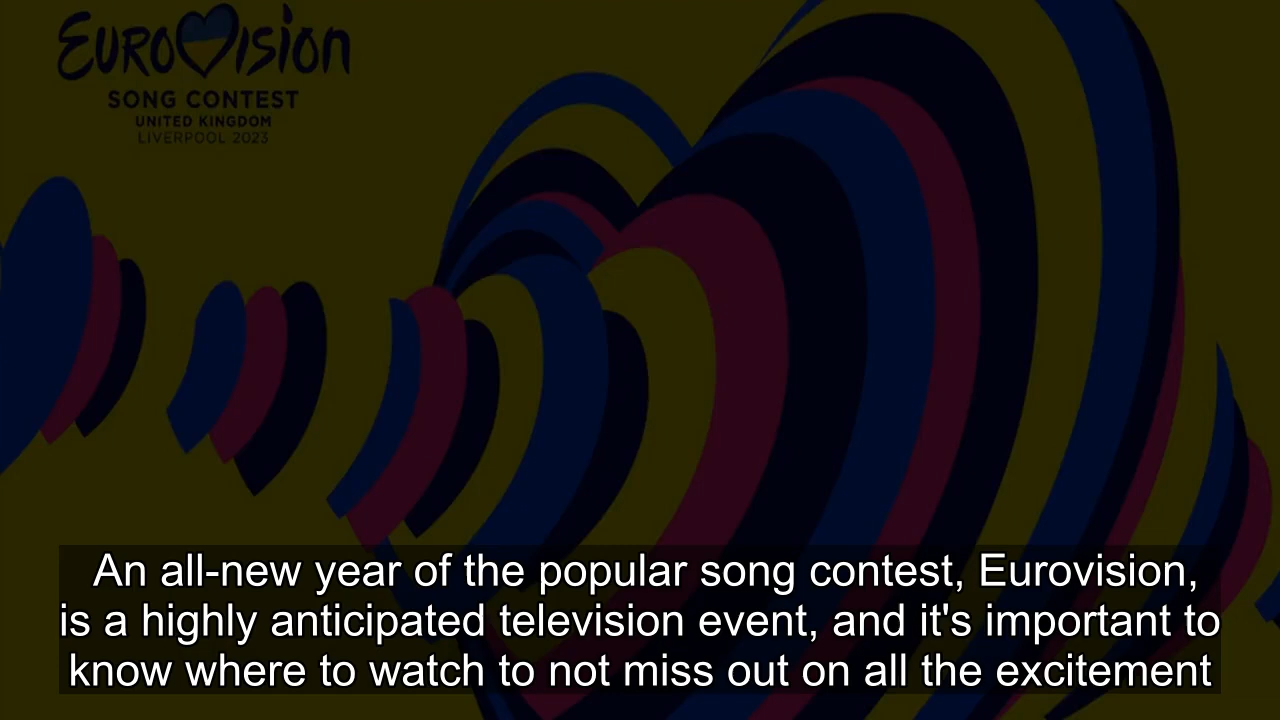 EUROVISION
SONG CONTEST
UNITED KINGDOM
LIVERPOOL 2023
An all-new year of the popular song contest, Eurovision,
is a highly anticipated television event, and it's important to
know where to watch to not miss out on all the excitement